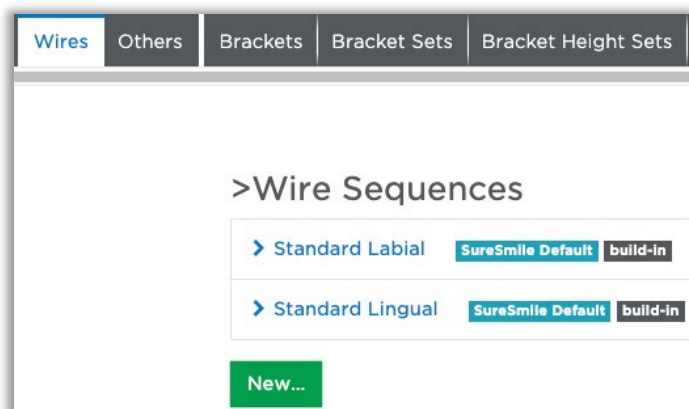 Wires Others Brackets Bracket Sets Bracket Height Sets
>Wire Sequences
Standard Labial SureSmile Default build-in
Standard Lingual SureSmile Default build-in
New...